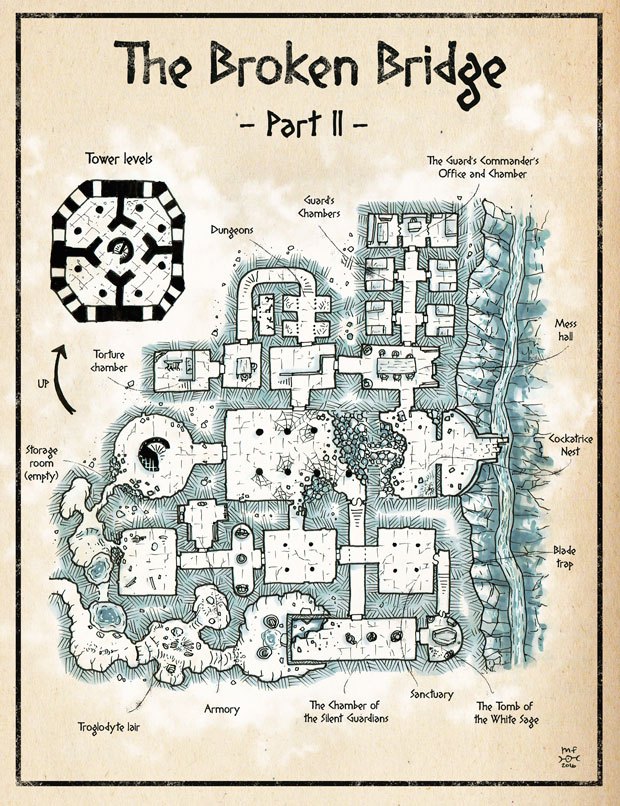 The Broken Bridge
– Part II –
Tower levels
The Guard's Commander's
Office and Chamber
Guard's
Chambers
Dungeons
Mess
hall
Torture
chamber
UP
Cockatrice
Nest
Storage
room
(empty)
Blade
trap
Sanctuary
Armory
The Chamber of
the Silent Guardians
The Tomb of
the White Sage
Troglodyte lair
MF
2016